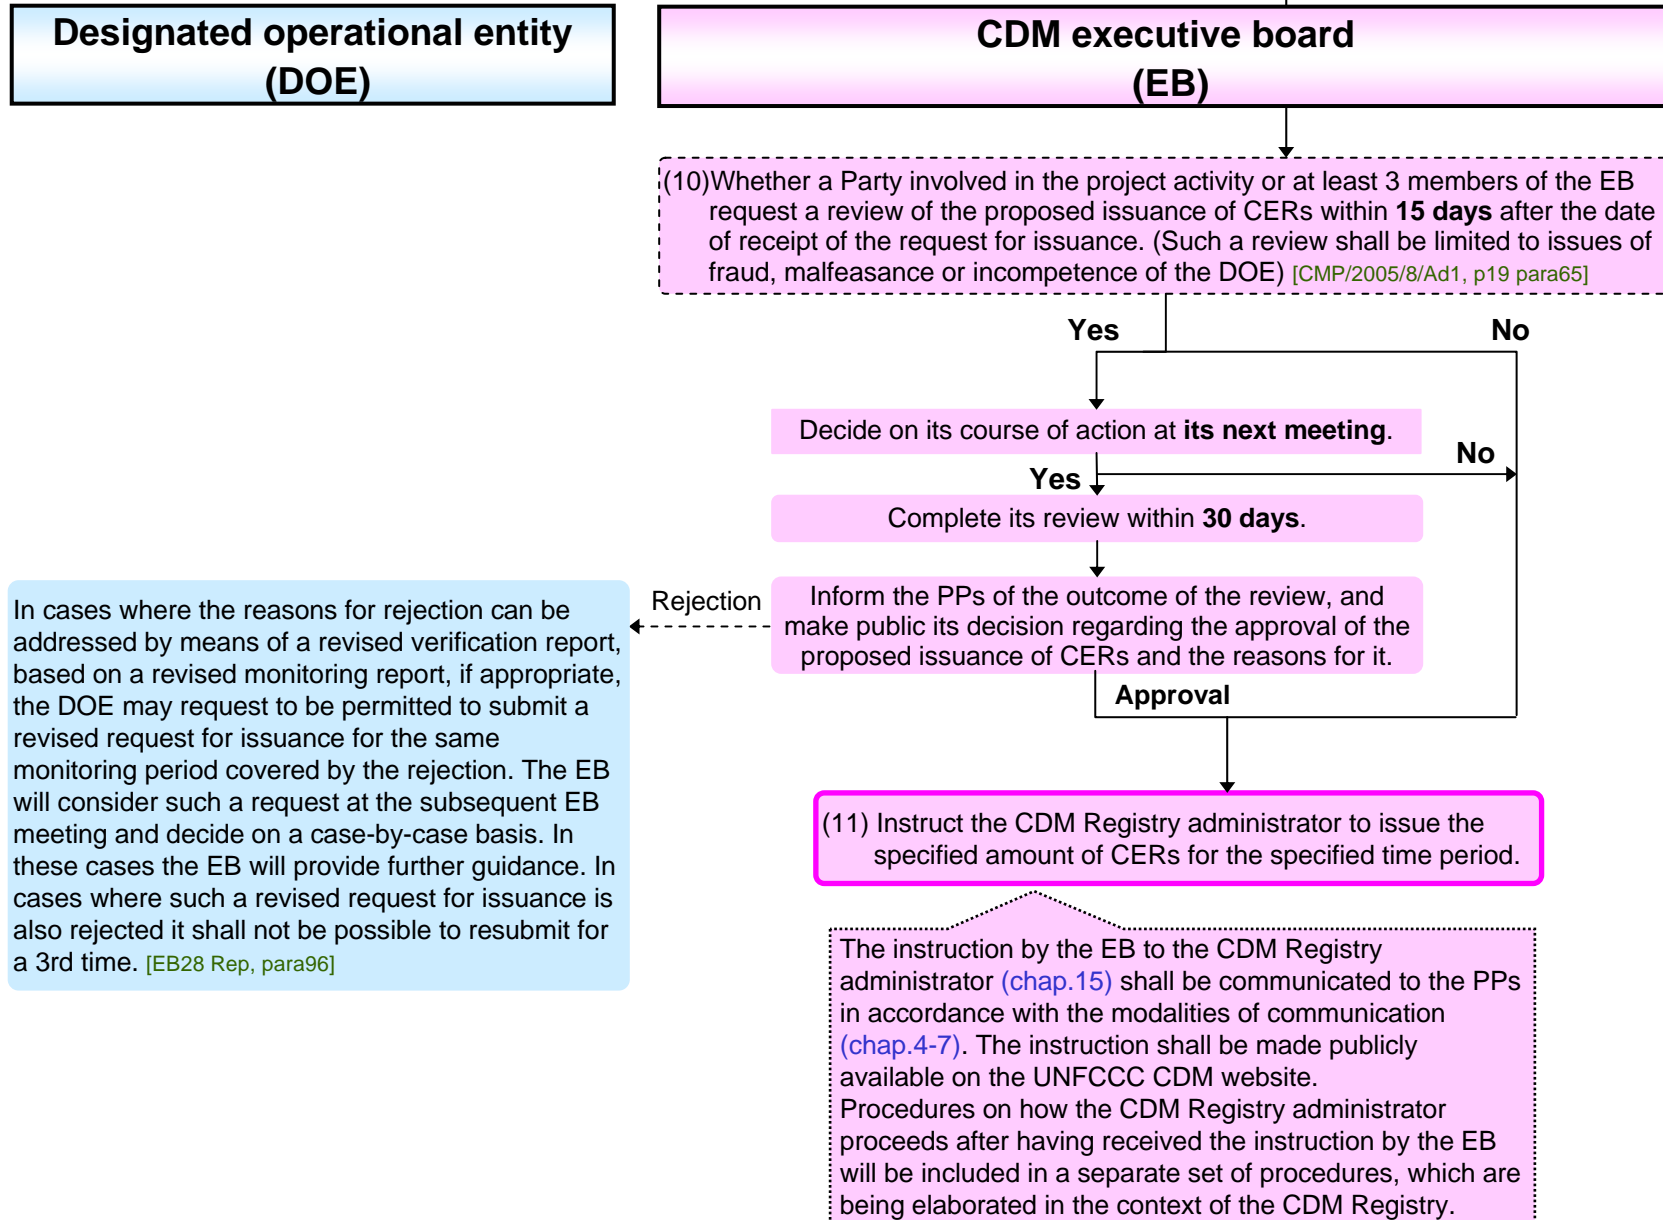 Designated operational entity
(DOE)
CDM executive board
(EB)
(10)Whether a Party involved in the project activity or at least 3 members of the EB
request a review of the proposed issuance of CERs within 15 days after the date
of receipt of the request for issuance. (Such a review shall be limited to issues of
fraud, malfeasance or incompetence of the DOE) [CMP/2005/8/Ad1, p19 para65]
Yes
No
Decide on its course of action at its next meeting.
No
Yes
Complete its review within 30 days.
Rejection
Inform the PPs of the outcome of the review, and
make public its decision regarding the approval of the
proposed issuance of CERs and the reasons for it.
In cases where the reasons for rejection can be
addressed by means of a revised verification report,
based on a revised monitoring report, if appropriate,
the DOE may request to be permitted to submit a
revised request for issuance for the same
monitoring period covered by the rejection. The EB
will consider such a request at the subsequent EB
meeting and decide on a case-by-case basis. In
these cases the EB will provide further guidance. In
cases where such a revised request for issuance is
also rejected it shall not be possible to resubmit for
a 3rd time. [EB28 Rep, para96]
Approval
(11) Instruct the CDM Registry administrator to issue the
specified amount of CERs for the specified time period.
The instruction by the EB to the CDM Registry
administrator (chap.15) shall be communicated to the PPs
in accordance with the modalities of communication
(chap.4-7). The instruction shall be made publicly
available on the UNFCCC CDM website.
Procedures on how the CDM Registry administrator
proceeds after having received the instruction by the EB
will be included in a separate set of procedures, which are
being elaborated in the context of the CDM Registry.